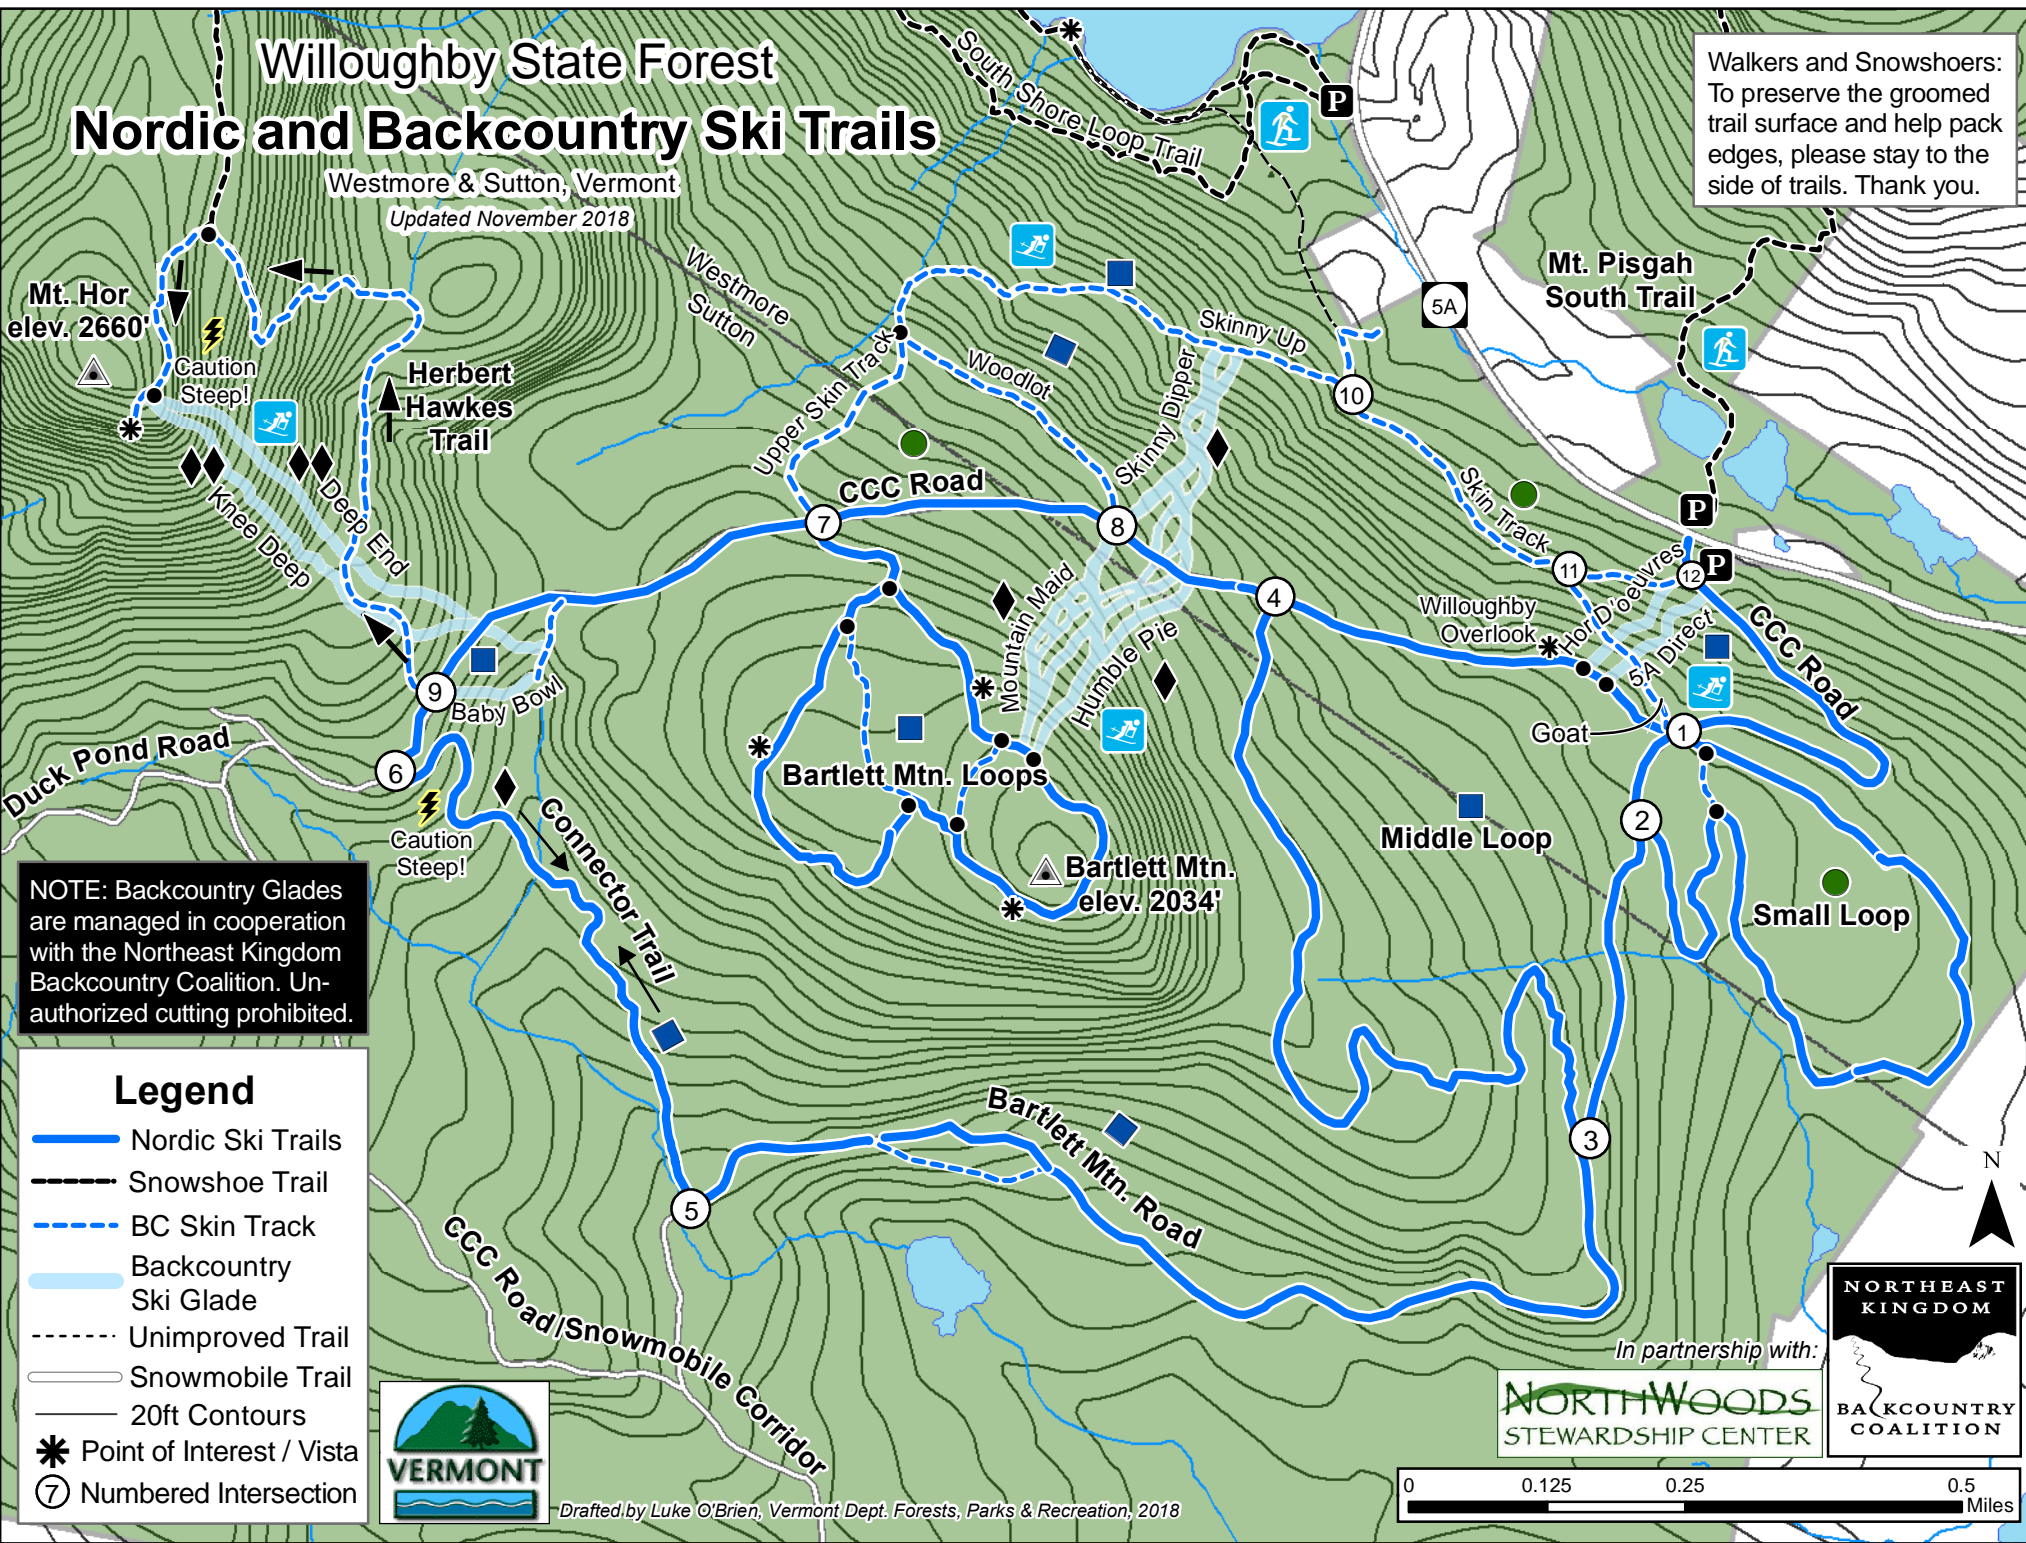 Willoughby State Forest
Nordic and Backcountry Ski Trails
Westmore & Sutton, Vermont
Updated November 2018
Walkers and Snowshoers:
To preserve the groomed
trail surface and help pack
edges, please stay to the
side of trails. Thank you.
South Shore Loop Trail
P
Mt. Pisgah
South Trail
5A
Westmore
Sutton
Mt. Hor
elev. 2660'
Caution
Steep!
Herbert
Hawkes
Trail
Knee Deep
Deep End
Upper Skin Track
Woodlot
Skinny Up
Skinny Dipper
10
CCC Road
7
8
Skin Track
P
11
12
P
Hor D'oeuvres
5A Direct
Willoughby
Overlook
CCC Road
4
Mountain Maid
Humble Pie
9
Baby Bowl
Goat
1
Duck Pond Road
6
Caution
Steep!
Connector Trail
Bartlett Mtn. Loops
Bartlett Mtn.
elev. 2034'
Middle Loop
2
Small Loop
NOTE: Backcountry Glades
are managed in cooperation
with the Northeast Kingdom
Backcountry Coalition. Un-
authorized cutting prohibited.
3
5
Bartlett Mtn. Road
CCC Road/Snowmobile Corridor
Legend
Nordic Ski Trails
Snowshoe Trail
BC Skin Track
Backcountry
Ski Glade
Unimproved Trail
Snowmobile Trail
20ft Contours
Point of Interest / Vista
7 Numbered Intersection
VERMONT
Drafted by Luke O'Brien, Vermont Dept. Forests, Parks & Recreation, 2018
N
In partnership with:
NORTHWOODS
STEWARDSHIP CENTER
NORTHEAST
KINGDOM
BACKCOUNTRY
COALITION
0 0.125 0.25 0.5
Miles